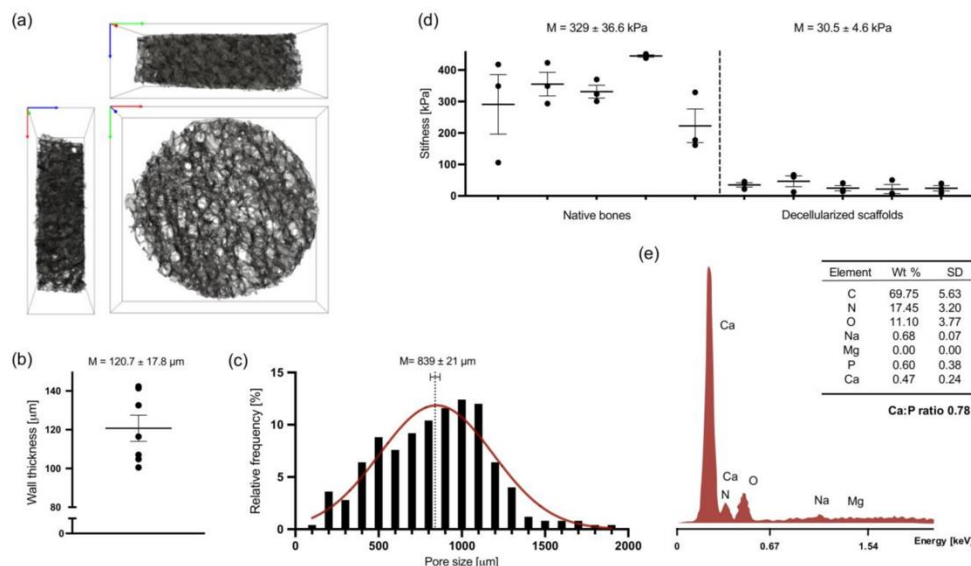 (a)
(d)
M = 329 ± 36.6 kPa
M = 30.5 ± 4.6 kPa
Stifness [kPa]
400
300
200
100
0
Native bones
Decellularized scaffolds
(b)
M = 120.7 ± 17.8 µm
Wall thickness [µm]
140
120
100
80
0
(c)
M= 839 ± 21 µm
Relative frequency [%]
15
10
5
0
0
500
1000
1500
2000
Pore size [µm]
(e)
Element Wt % SD
C 69.75 5.63
N 17.45 3.20
O 11.10 3.77
Na 0.68 0.07
Mg 0.00 0.00
P 0.60 0.38
Ca 0.47 0.24
Ca:P ratio 0.78
Ca
Ca
N
O
Na
Mg
0
0.67
1.54
Energy [keV]